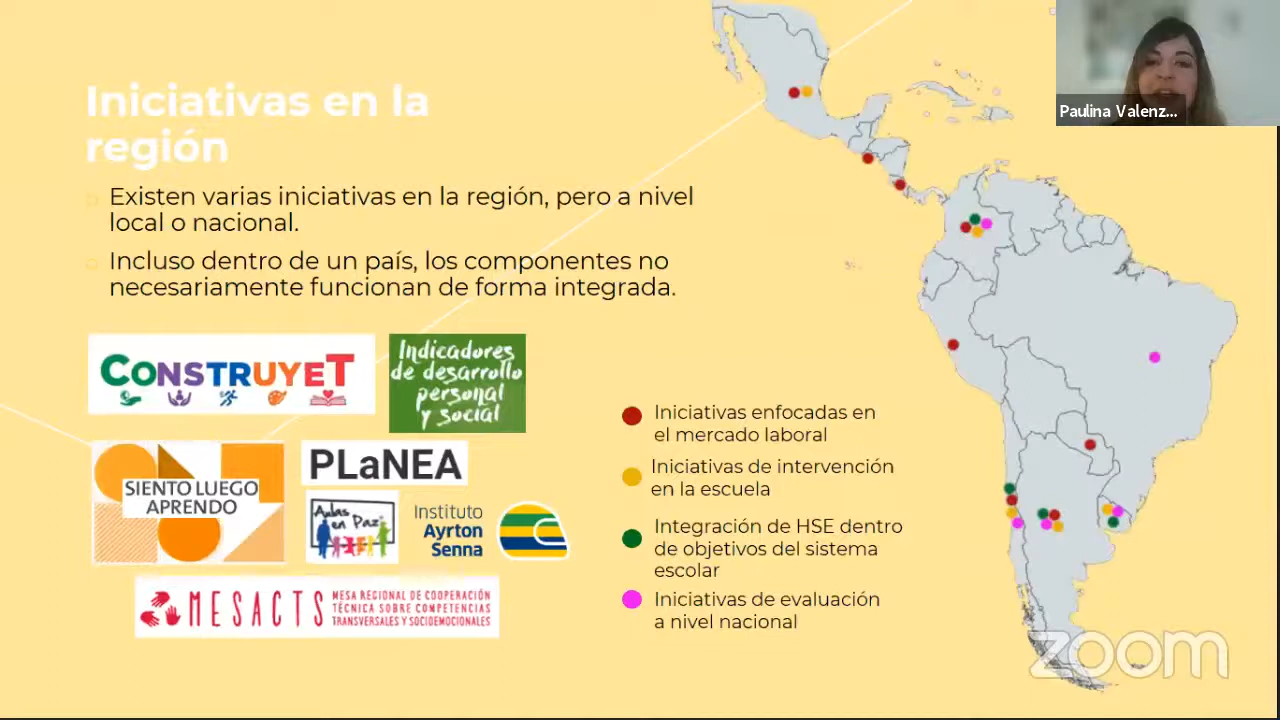 Iniciativas en la
región
Existen varias iniciativas en la región, pero a nivel
local o nacional.
Incluso dentro de un país, los componentes no
necesariamente funcionan de forma integrada.
CONSTRUYET
Indicadores
de desarrollo
personal
y social
SIENTO LUEGO
APRENDO
PLaNEA
Aulas
en Paz
Instituto
Ayrton
Senna
MESACTS
MESA REGIONAL DE COOPERACIÓN
TÉCNICA SOBRE COMPETENCIAS
TRANSVERSALES Y SOCIOEMOCIONALES
Iniciativas enfocadas en
el mercado laboral
Iniciativas de intervención
en la escuela
Integración de HSE dentro
de objetivos del sistema
escolar
Iniciativas de evaluación
a nivel nacional
Paulina Valenz...
zoom